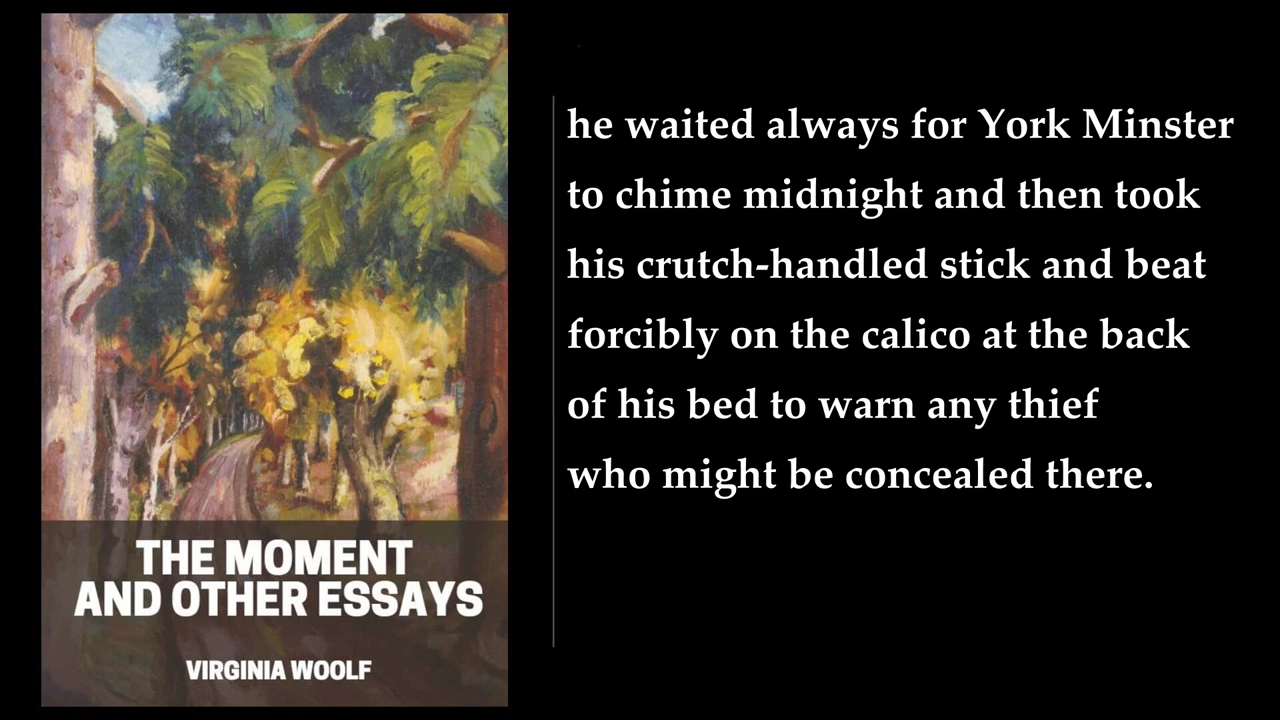 THE MOMENT
AND OTHER ESSAYS
VIRGINIA WOOLF
he waited always for York Minster
to chime midnight and then took
his crutch-handled stick and beat
forcibly on the calico at the back
of his bed to warn any thief
who might be concealed there.